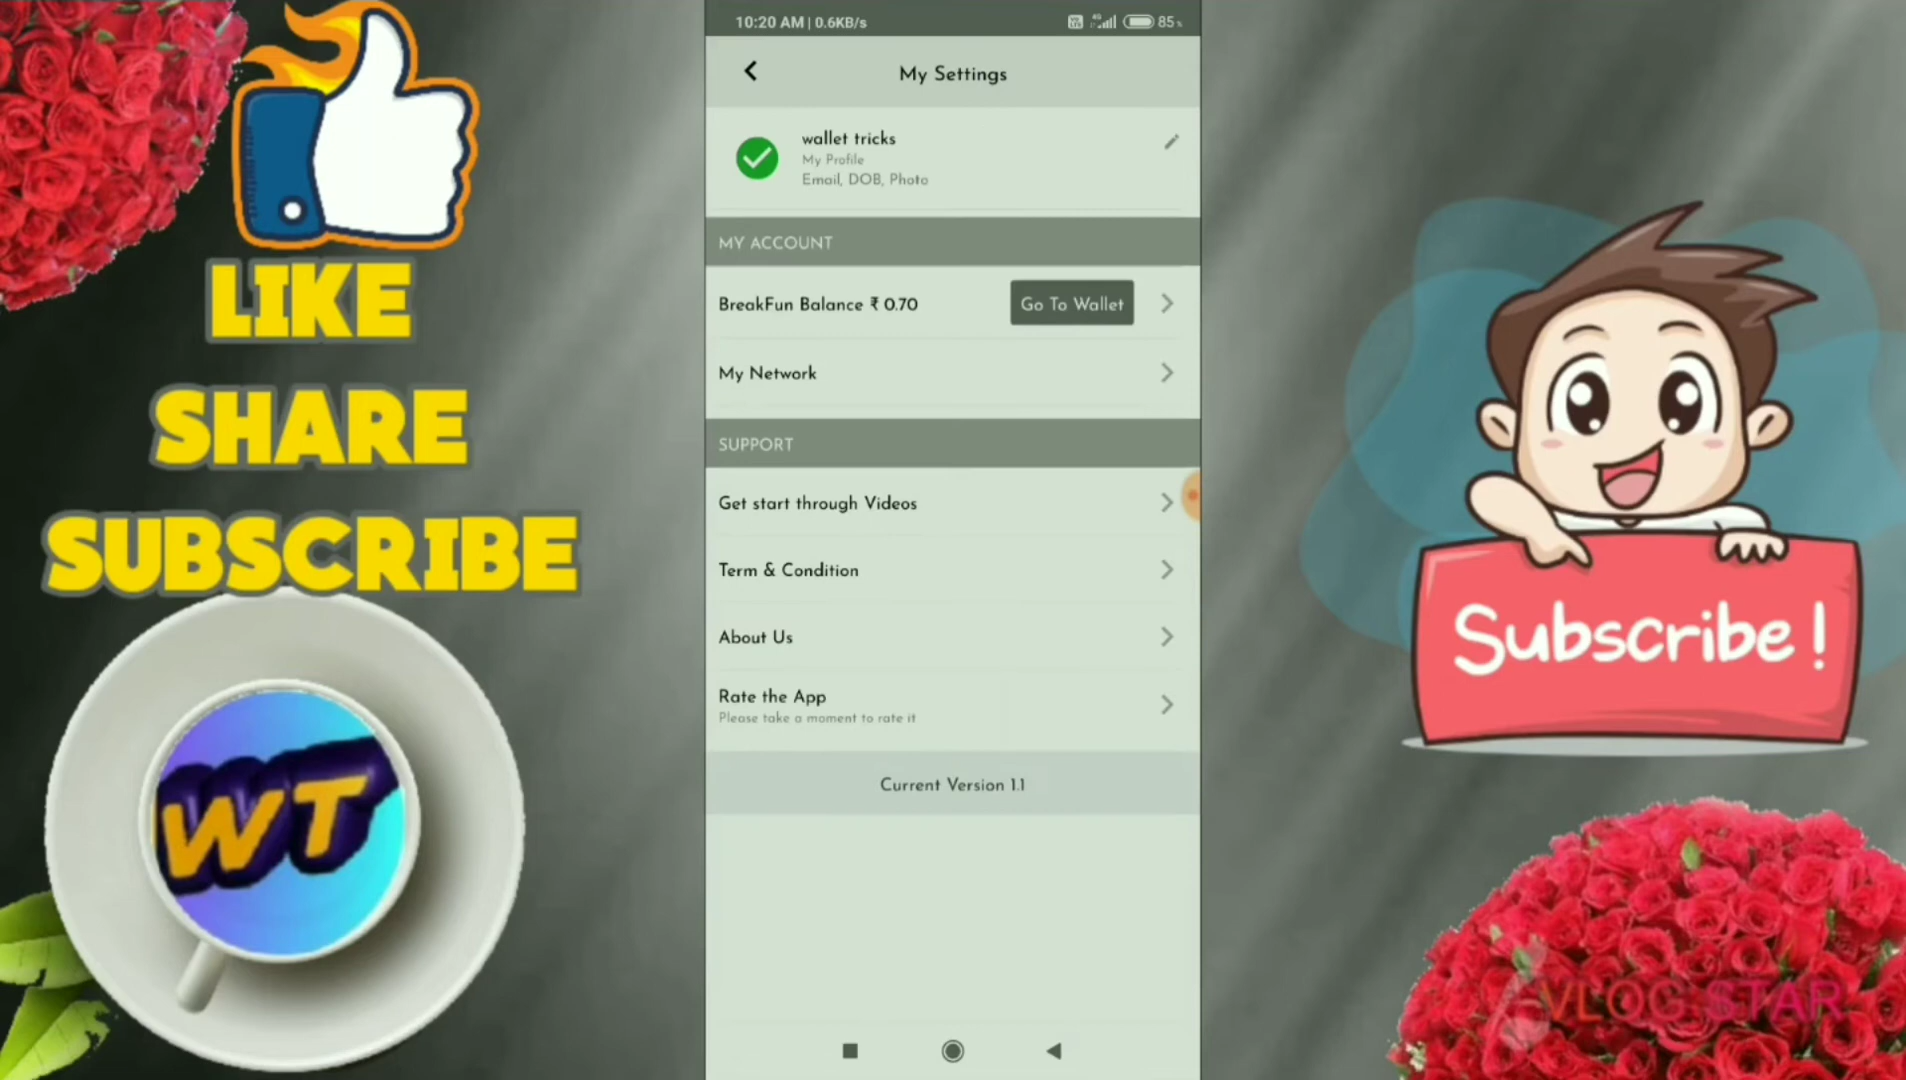 LIKE
SHARE
SUBSCRIBE
WT
10:20 AM | 0.6KB/s
4G
85%
My Settings
wallet tricks
My Profile
Email, DOB, Photo
MY ACCOUNT
BreakFun Balance ₹ 0.70
Go To Wallet
My Network
SUPPORT
Get start through Videos
Term & Condition
About Us
Rate the App
Please take a moment to rate it
Current Version 1.1
Subscribe!
VLOG STAR